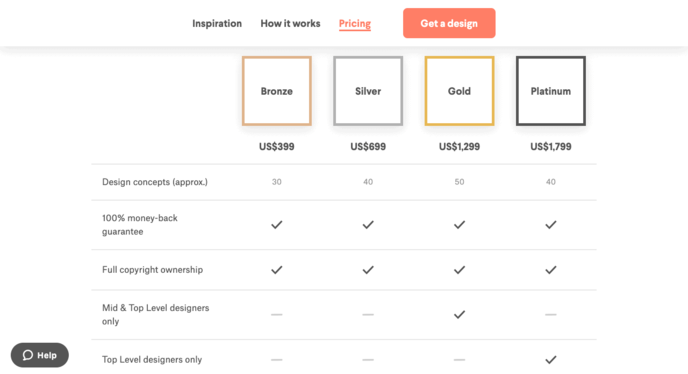 Inspiration How it works Pricing Get a design
Bronze Silver Gold Platinum
US$399 US$699 US$1,299 US$1,799
Design concepts (approx.) 30 40 50 40
100% money-back
guarantee
Full copyright ownership
Mid & Top Level designers
only
Help
Top Level designers only